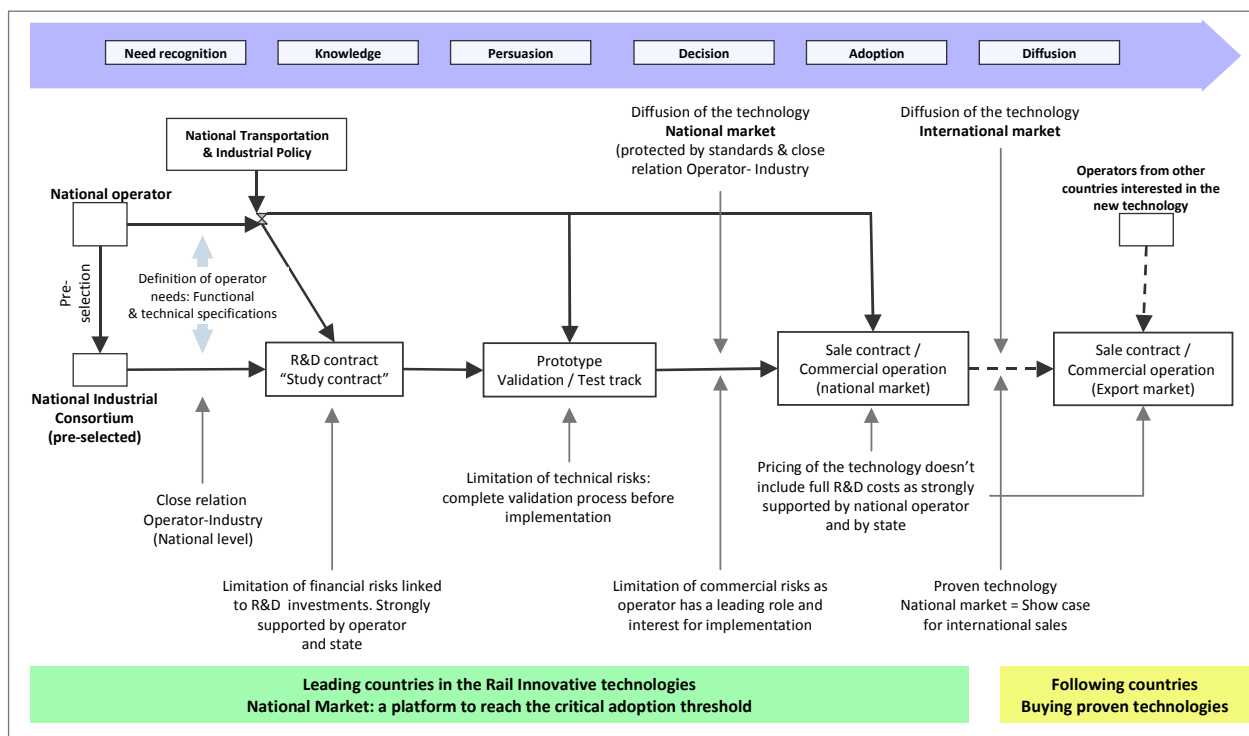 Need recognition
Knowledge
Persuasion
Decision
Adoption
Diffusion
National Transportation
& Industrial Policy
Diffusion of the technology
National market
(protected by standards & close
relation Operator- Industry
Diffusion of the technology
International market
National operator
Operators from other
countries interested in the
new technology
Pre-
selection
Definition of operator
needs: Functional
& technical specifications
R&D contract
“Study contract”
Prototype
Validation / Test track
Sale contract /
Commercial operation
(national market)
Sale contract /
Commercial operation
(Export market)
National Industrial
Consortium
(pre-selected)
Close relation
Operator-Industry
(National level)
Limitation of technical risks:
complete validation process before
implementation
Pricing of the technology doesn’t
include full R&D costs as strongly
supported by national operator
and by state
Limitation of financial risks linked
to R&D investments. Strongly
supported by operator
and state
Limitation of commercial risks as
operator has a leading role and
interest for implementation
Proven technology
National market = Show case
for international sales
Leading countries in the Rail Innovative technologies
National Market: a platform to reach the critical adoption threshold
Following countries
Buying proven technologies